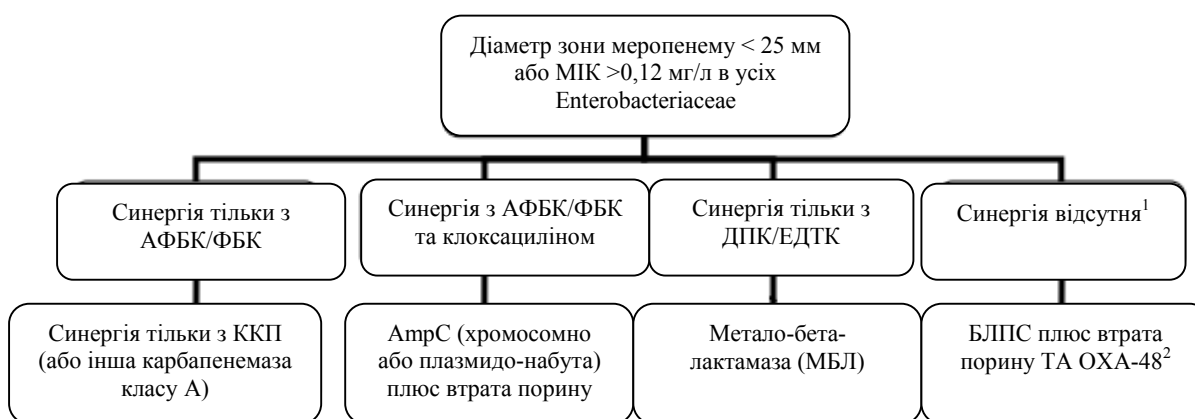 Діаметр зони меропенему < 25 мм
або МІК >0,12 мг/л в усіх
Enterobacteriaceae
Синергія тільки з
АФБК/ФБК
Синергія з АФБК/ФБК
та клоксациліном
Синергія тільки з
ДПК/ЕДТК
Синергія відсутня¹
Синергія тільки з ККП
(або інша карбапенемаза
класу А)
AmpC (хромосомно
або плазмідо-набута)
плюс втрата порину
Метало-бета-
лактамаза (МБЛ)
БЛПС плюс втрата
порину ТА ОХА-48²